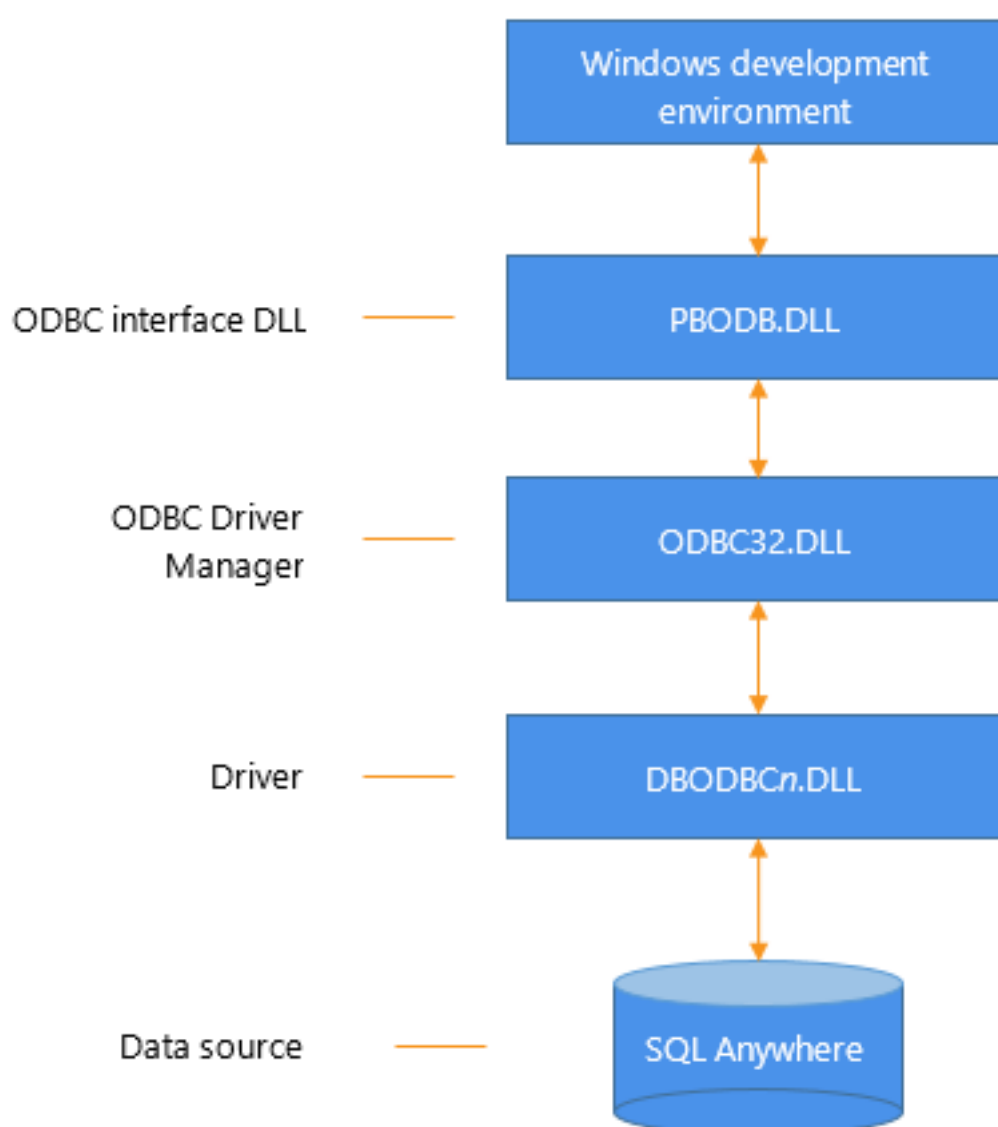 Windows development
environment
ODBC interface DLL
PBODB.DLL
ODBC Driver
Manager
ODBC32.DLL
Driver
DBODBCn.DLL
Data source
SQL Anywhere